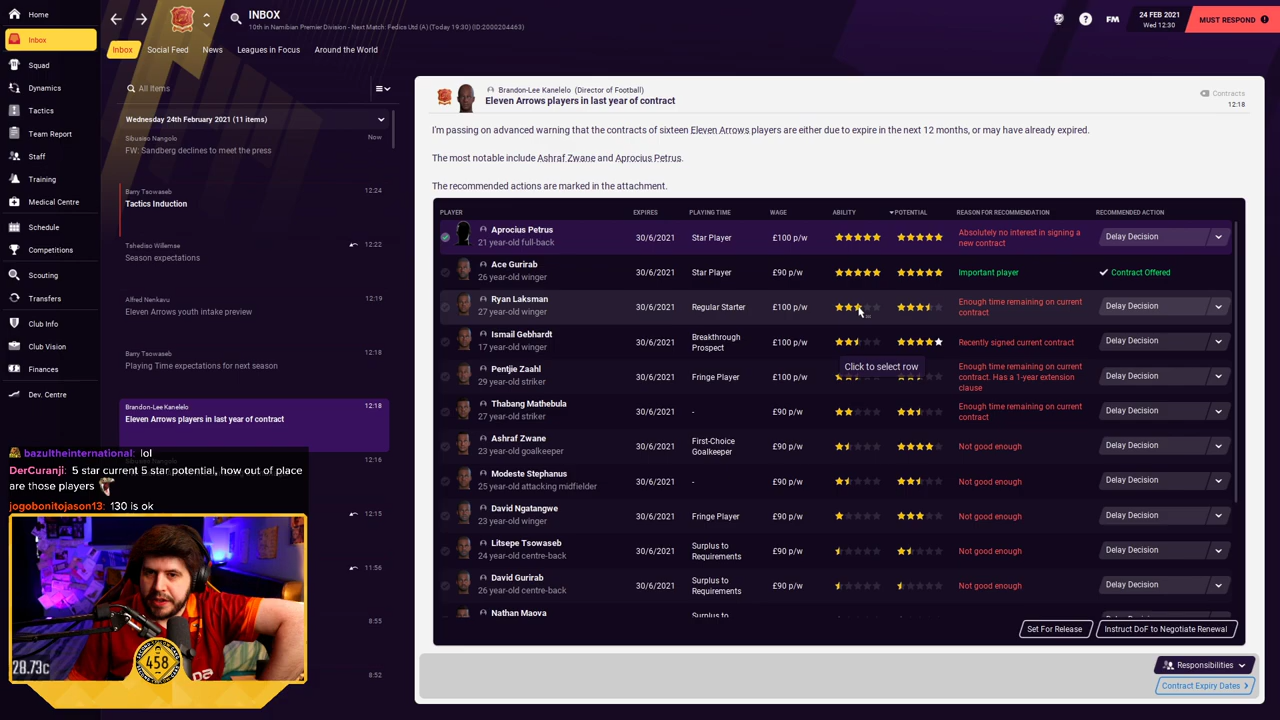 Home
Inbox
Squad
Dynamics
Tactics
Team Report
Staff
Training
Medical Centre
Schedule
Competitions
Scouting
Transfers
Club Info
Club Vision
Finances
Dev. Centre
INBOX
10th in Namibian Premier Division - Next Match: Fedics Utd (A) (Today 19:30) (ID:2000204463)
FM
24 FEB 2021
Wed 12:30
MUST RESPOND
Inbox
Social Feed
News
Leagues in Focus
Around the World
All Items
Wednesday 24th February 2021 (11 items)
Sibusiso Nangolo
Now
FW: Sandberg declines to meet the press
Barry Tsowaseb
12:24
Tactics Induction
Tshediso Willemse
12:22
Season expectations
Alfred Nenkavu
12:19
Eleven Arrows youth intake preview
Barry Tsowaseb
12:18
Playing Time expectations for next season
Brandon-Lee Kanelelo
12:18
Eleven Arrows players in last year of contract
12:16
12:15
11:56
8:55
8:52
bazultheinternational: lol
DerCuranji: 5 star current 5 star potential, how out of place
are those players
jogobonitojason13: 130 is ok
28.73c
458
Brandon-Lee Kanelelo (Director of Football)
Eleven Arrows players in last year of contract
Contracts
12:18
I'm passing on advanced warning that the contracts of sixteen Eleven Arrows players are either due to expire in the next 12 months, or may have already expired.
The most notable include Ashraf Zwane and Aprocius Petrus.
The recommended actions are marked in the attachment.
PLAYER EXPIRES PLAYING TIME WAGE ABILITY POTENTIAL REASON FOR RECOMMENDATION RECOMMENDED ACTION
Aprocius Petrus
21 year-old full-back
30/6/2021 Star Player £100 p/w
Absolutely no interest in signing a
new contract
Delay Decision
Ace Gurirab
26 year-old winger
30/6/2021 Star Player £90 p/w Important player Contract Offered
Ryan Laksman
27 year-old winger
30/6/2021 Regular Starter £100 p/w
Enough time remaining on current
contract
Delay Decision
Ismail Gebhardt
17 year-old winger
30/6/2021
Breakthrough
Prospect
£100 p/w Recently signed current contract Delay Decision
Click to select row
Pentjie Zaahl
29 year-old striker
30/6/2021 Fringe Player £100 p/w
Enough time remaining on current
contract. Has a 1-year extension
clause
Delay Decision
Thabang Mathebula
27 year-old striker
30/6/2021 - £90 p/w
Enough time remaining on current
contract
Delay Decision
Ashraf Zwane
23 year-old goalkeeper
30/6/2021
First-Choice
Goalkeeper
£90 p/w Not good enough Delay Decision
Modeste Stephanus
25 year-old attacking midfielder
30/6/2021 - £90 p/w Not good enough Delay Decision
David Ngatangwe
23 year-old winger
30/6/2021 Fringe Player £90 p/w Not good enough Delay Decision
Litsepe Tsowaseb
24 year-old centre-back
30/6/2021
Surplus to
Requirements
£90 p/w Not good enough Delay Decision
David Gurirab
26 year-old centre-back
30/6/2021
Surplus to
Requirements
£90 p/w Not good enough Delay Decision
Nathan Maova
Surplus to
Set For Release
Instruct DoF to Negotiate Renewal
Responsibilities
Contract Expiry Dates